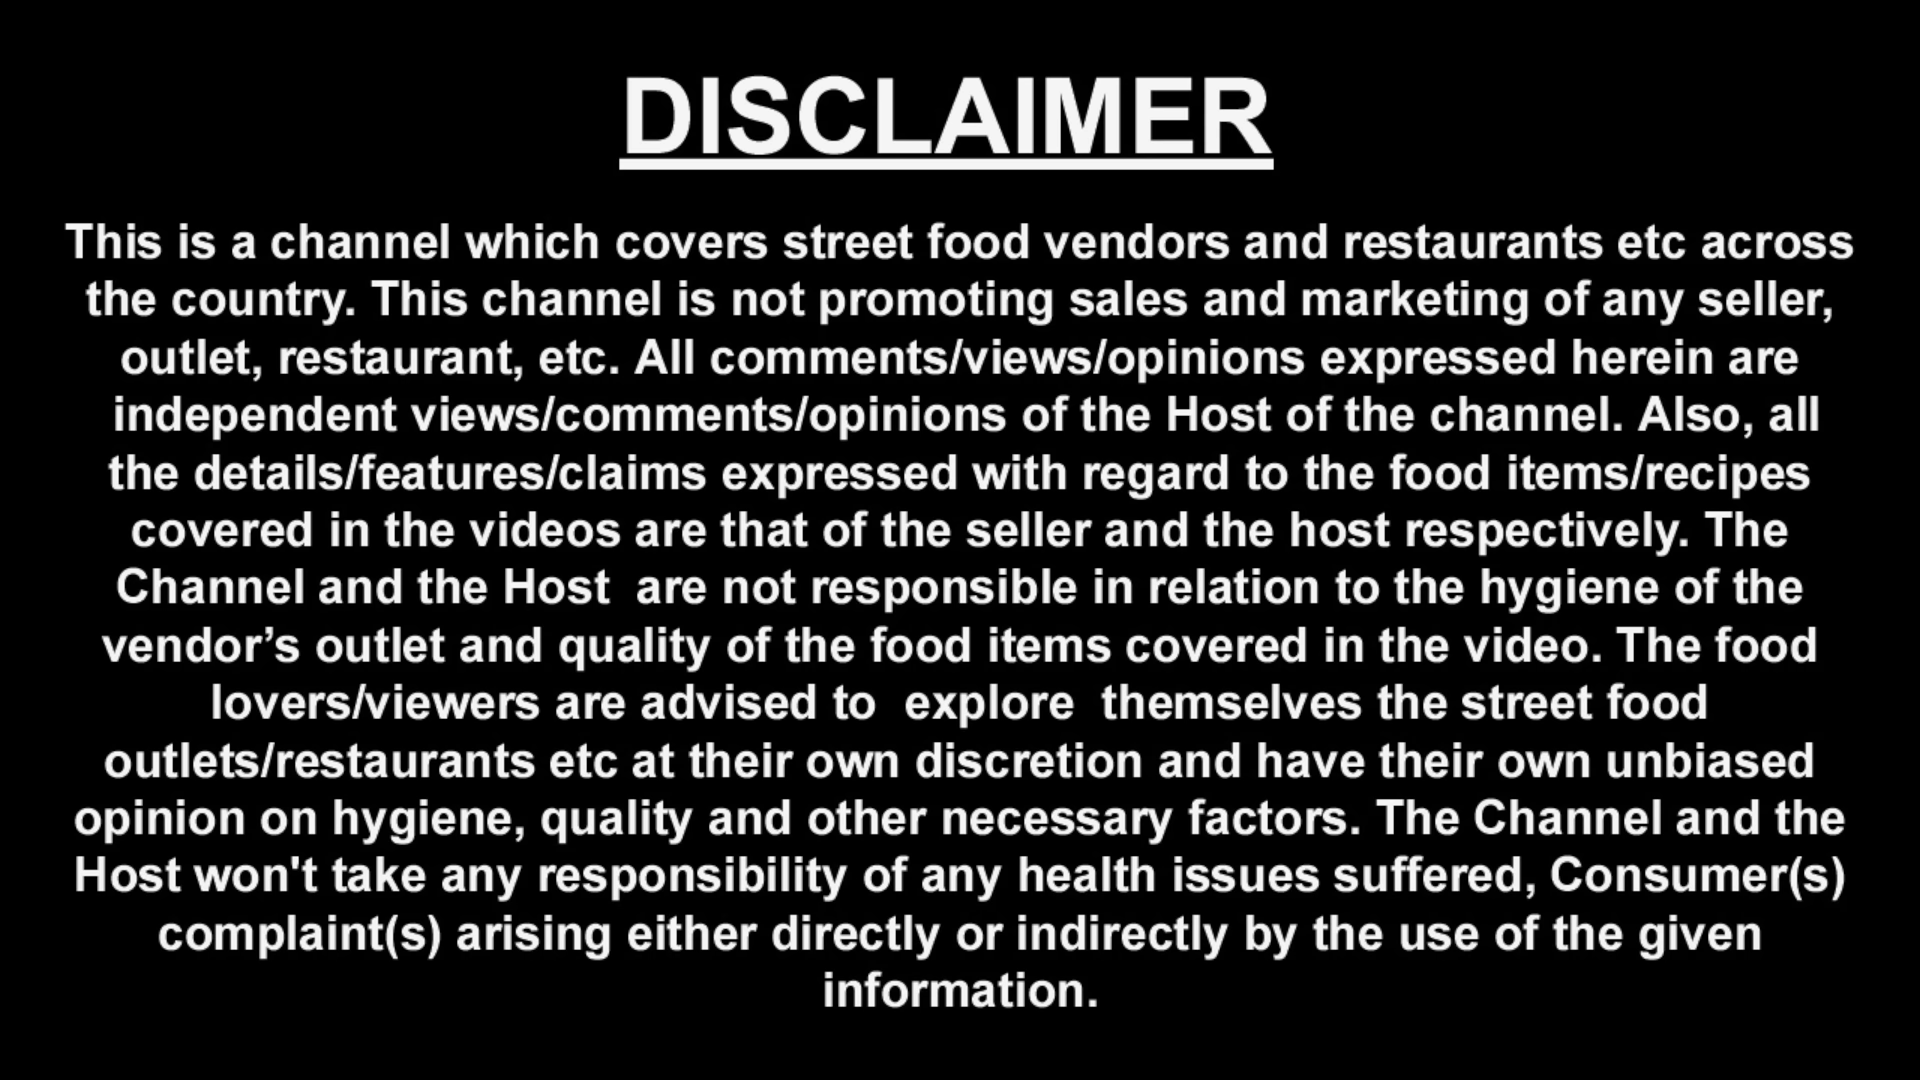 DISCLAIMER
This is a channel which covers street food vendors and restaurants etc across
the country. This channel is not promoting sales and marketing of any seller,
outlet, restaurant, etc. All comments/views/opinions expressed herein are
independent views/comments/opinions of the Host of the channel. Also, all
the details/features/claims expressed with regard to the food items/recipes
covered in the videos are that of the seller and the host respectively. The
Channel and the Host  are not responsible in relation to the hygiene of the
vendor’s outlet and quality of the food items covered in the video. The food
lovers/viewers are advised to  explore  themselves the street food
outlets/restaurants etc at their own discretion and have their own unbiased
opinion on hygiene, quality and other necessary factors. The Channel and the
Host won't take any responsibility of any health issues suffered, Consumer(s)
complaint(s) arising either directly or indirectly by the use of the given
information.